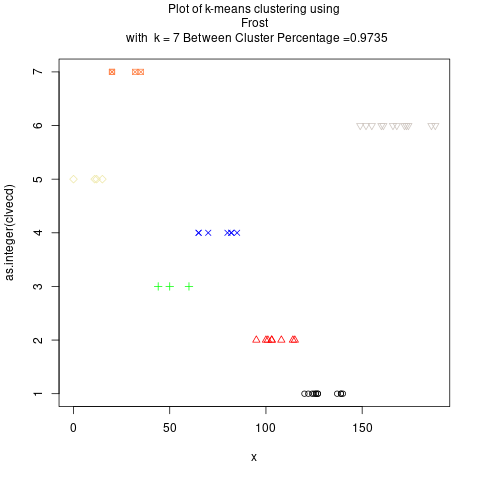 Plot of k-means clustering using
Frost
with k = 7 Between Cluster Percentage =0.9735
7
6
5
4
3
2
1
as.integer(clvecd)
0 50 100 150
x